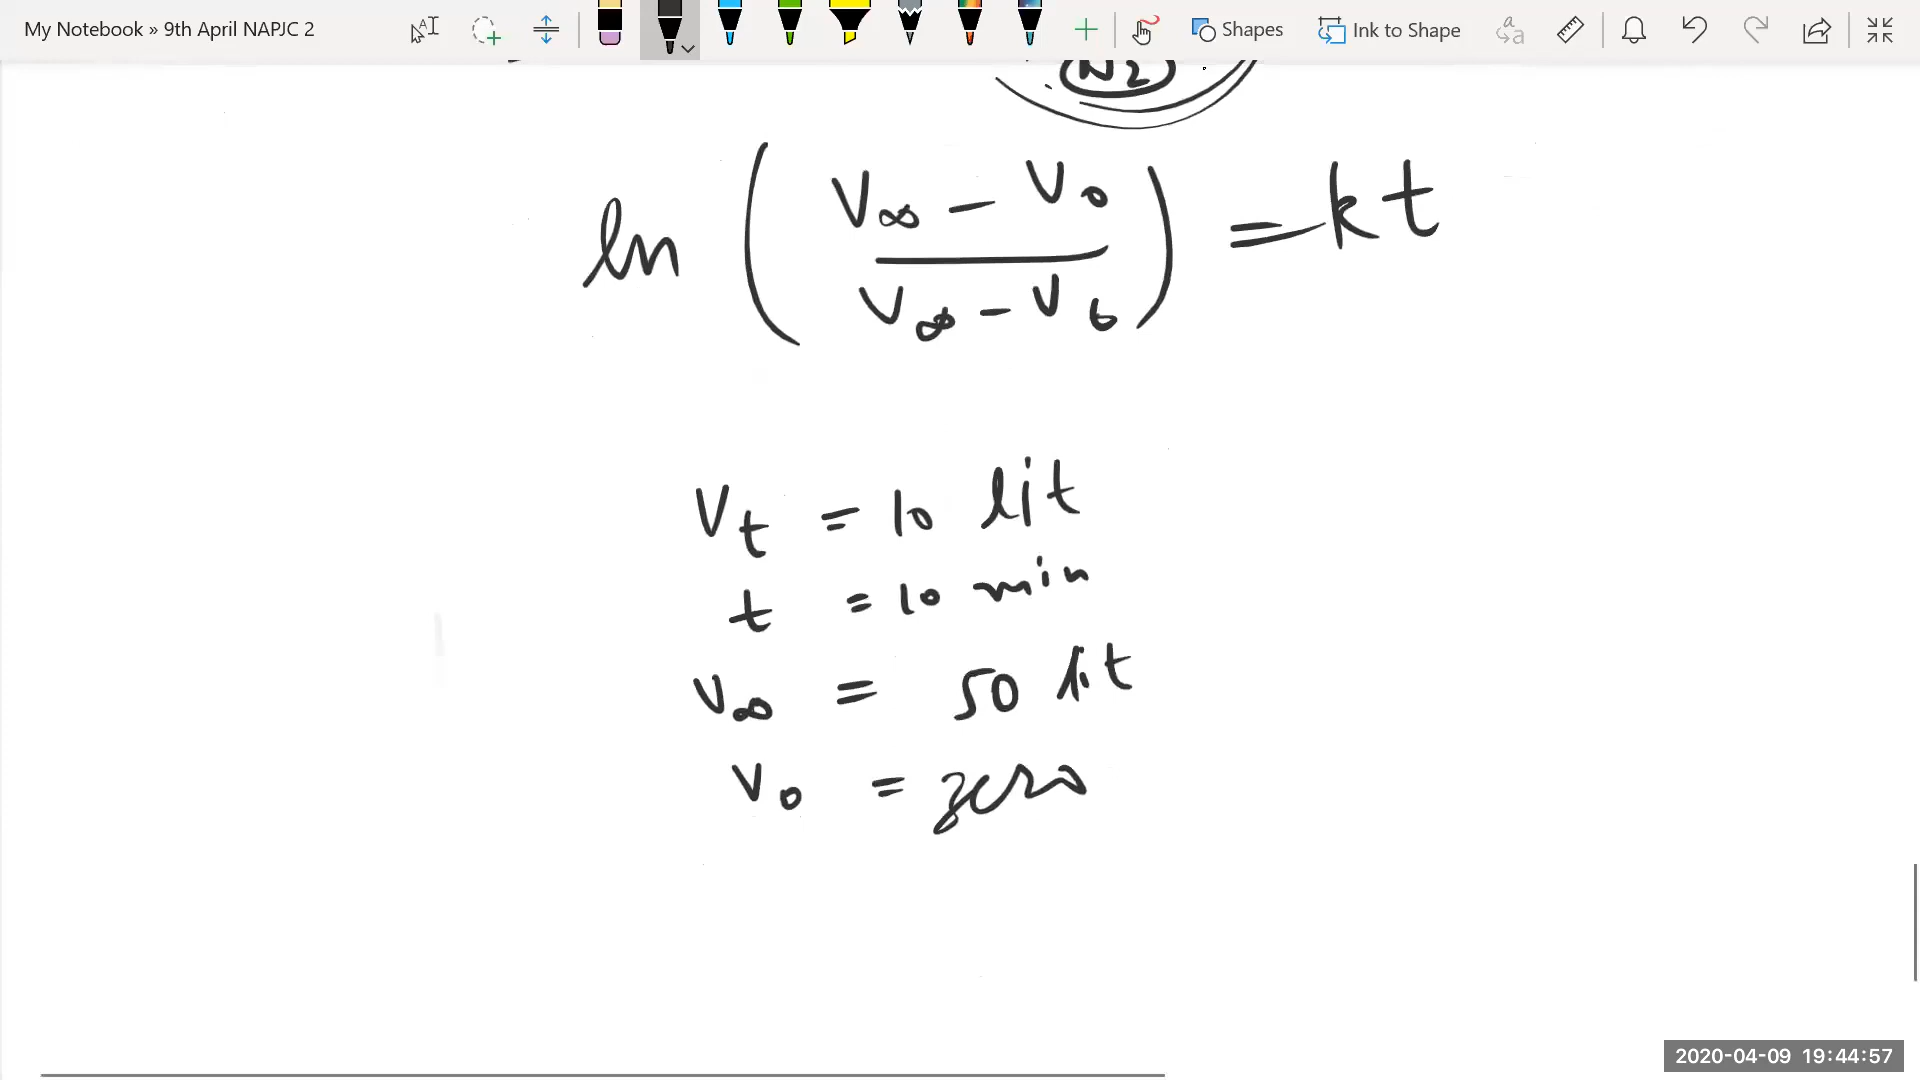 My Notebook » 9th April NAPJC 2
Shapes
Ink to Shape
(N2)
ln ( V∞ - V0 / V∞ - Vt ) = kt
Vt = 10 lit
t = 10 min
V∞ = 50 lit
V0 = zero
2020-04-09 19:44:57